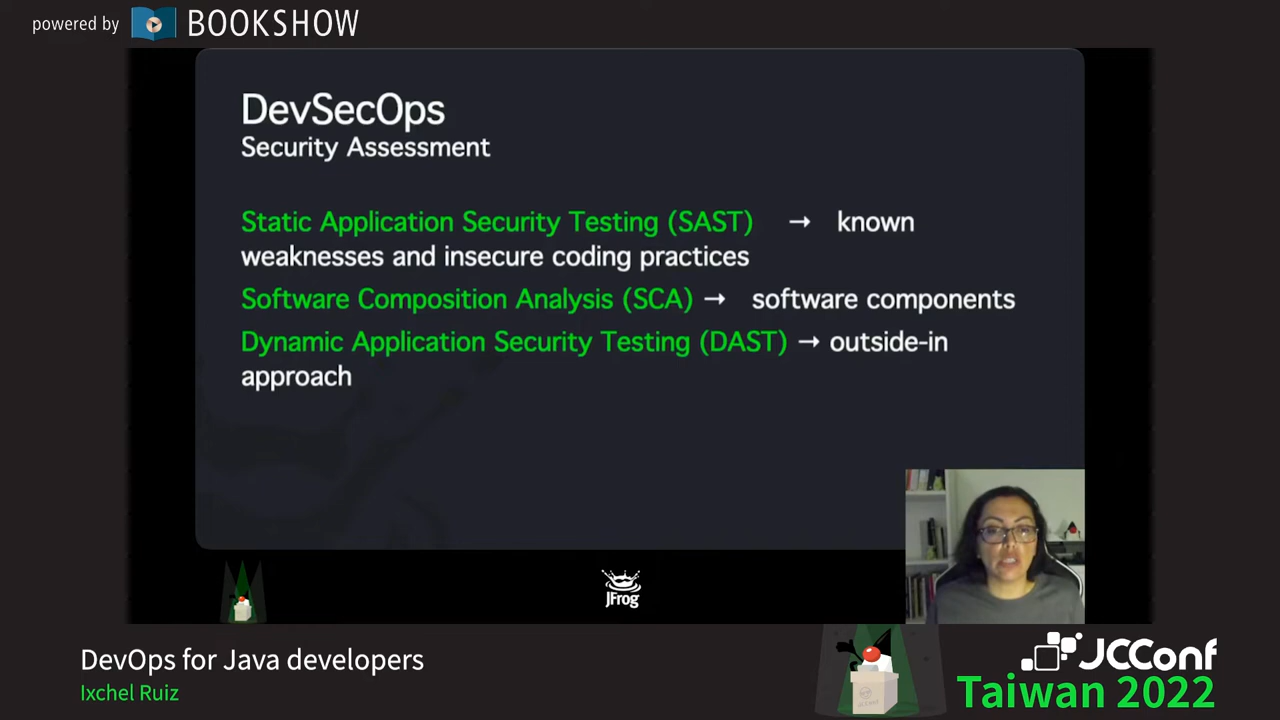 powered by BOOKSHOW
DevSecOps
Security Assessment
Static Application Security Testing (SAST) → known
weaknesses and insecure coding practices
Software Composition Analysis (SCA) → software components
Dynamic Application Security Testing (DAST) → outside-in
approach
JFrog
DevOps for Java developers
Ixchel Ruiz
JCConf
Taiwan 2022